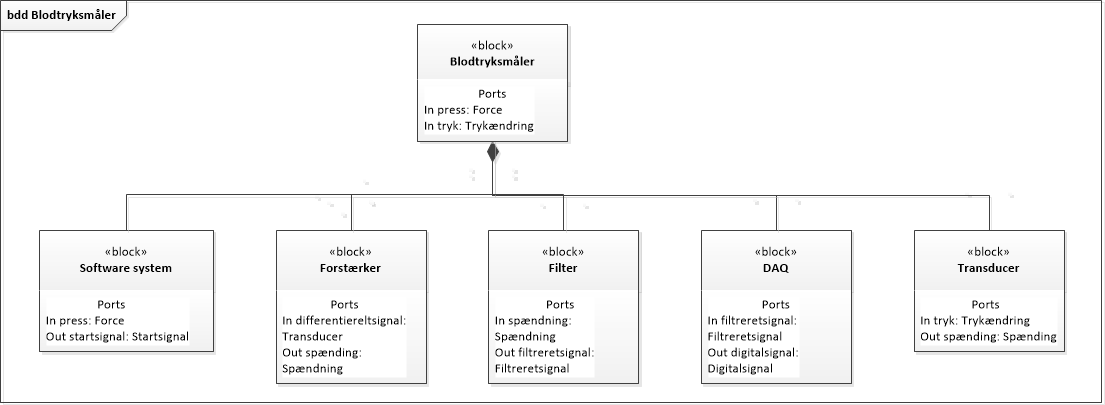 bdd Blodtryksmåler
«block»
Blodtryksmåler
Ports
In press: Force
In tryk: Trykændring
«block»
Software system
Ports
In press: Force
Out startsignal: Startsignal
«block»
Forstærker
Ports
In differentiereltsignal:
Transducer
Out spænding:
Spændning
«block»
Filter
Ports
In spændning:
Spændning
Out filtreretsignal:
Filtreretsignal
«block»
DAQ
Ports
In filtreretsignal:
Filtreretsignal
Out digitalsignal:
Digitalsignal
«block»
Transducer
Ports
In tryk: Trykændring
Out spænding: Spænding